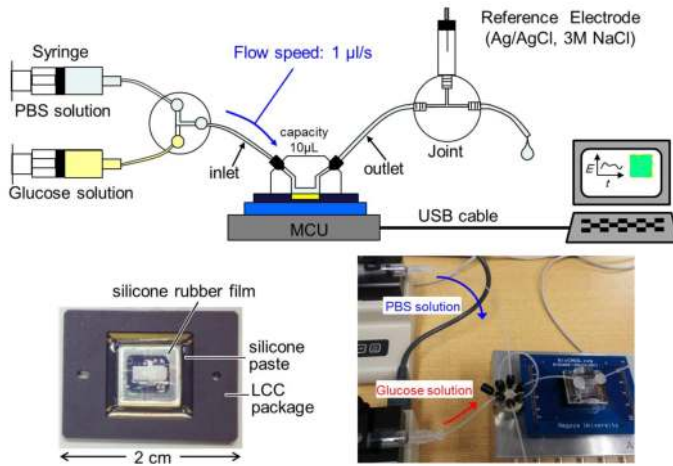 Syringe
PBS solution
Glucose solution
Flow speed: 1 µl/s
Reference Electrode
(Ag/AgCl, 3M NaCl)
capacity
10µL
inlet
outlet
Joint
E
t
MCU
USB cable
silicone rubber film
silicone
paste
LCC
package
2 cm
PBS solution
Glucose solution
Nagoya University